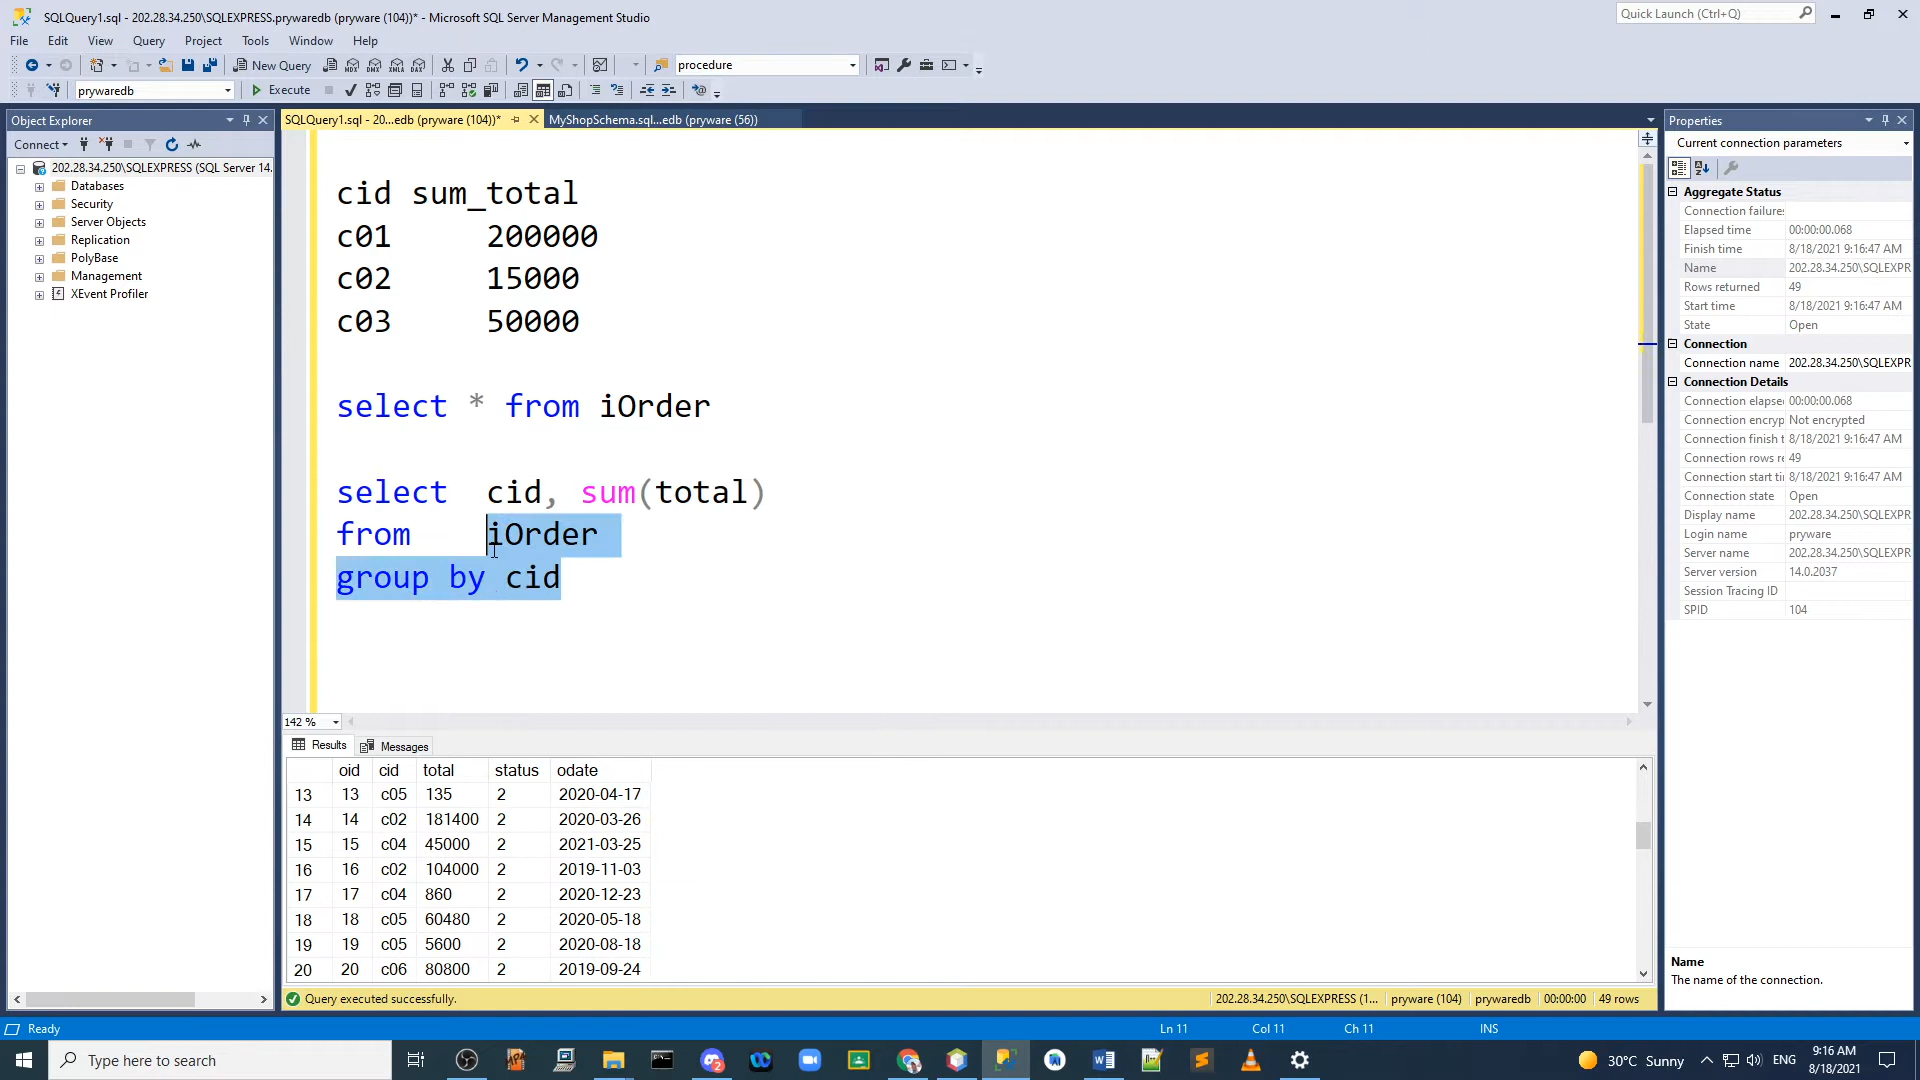 SQLQuery1.sql - 202.28.34.250\SQLEXPRESS.prywaredb (pryware (104))* - Microsoft SQL Server Management Studio
Quick Launch (Ctrl+Q)
File Edit View Query Project Tools Window Help
New Query
procedure
prywaredb
Execute
Object Explorer
SQLQuery1.sql - 20...edb (pryware (104))*
MyShopSchema.sql...edb (pryware (56))
Properties
Connect
Current connection parameters
202.28.34.250\SQLEXPRESS (SQL Server 14.
Databases
Security
Server Objects
Replication
PolyBase
Management
XEvent Profiler
cid sum_total
c01 200000
c02 15000
c03 50000
select * from iOrder
select cid, sum(total)
from iOrder
group by cid
142 %
Results Messages
oid cid total status odate
13 13 c05 135 2 2020-04-17
14 14 c02 181400 2 2020-03-26
15 15 c04 45000 2 2021-03-25
16 16 c02 104000 2 2019-11-03
17 17 c04 860 2 2020-12-23
18 18 c05 60480 2 2020-05-18
19 19 c05 5600 2 2020-08-18
20 20 c06 80800 2 2019-09-24
Query executed successfully.
202.28.34.250\SQLEXPRESS (1... pryware (104) prywaredb 00:00:00 49 rows
Aggregate Status
Connection failures
Elapsed time 00:00:00.068
Finish time 8/18/2021 9:16:47 AM
Name 202.28.34.250\SQLEXPR
Rows returned 49
Start time 8/18/2021 9:16:47 AM
State Open
Connection
Connection name 202.28.34.250\SQLEXPR
Connection Details
Connection elapse 00:00:00.068
Connection encryp Not encrypted
Connection finish t 8/18/2021 9:16:47 AM
Connection rows re 49
Connection start ti 8/18/2021 9:16:47 AM
Connection state Open
Display name 202.28.34.250\SQLEXPR
Login name pryware
Server name 202.28.34.250\SQLEXPR
Server version 14.0.2037
Session Tracing ID
SPID 104
Name
The name of the connection.
Ready
Ln 11 Col 11 Ch 11 INS
Type here to search
30°C Sunny
ENG
9:16 AM
8/18/2021